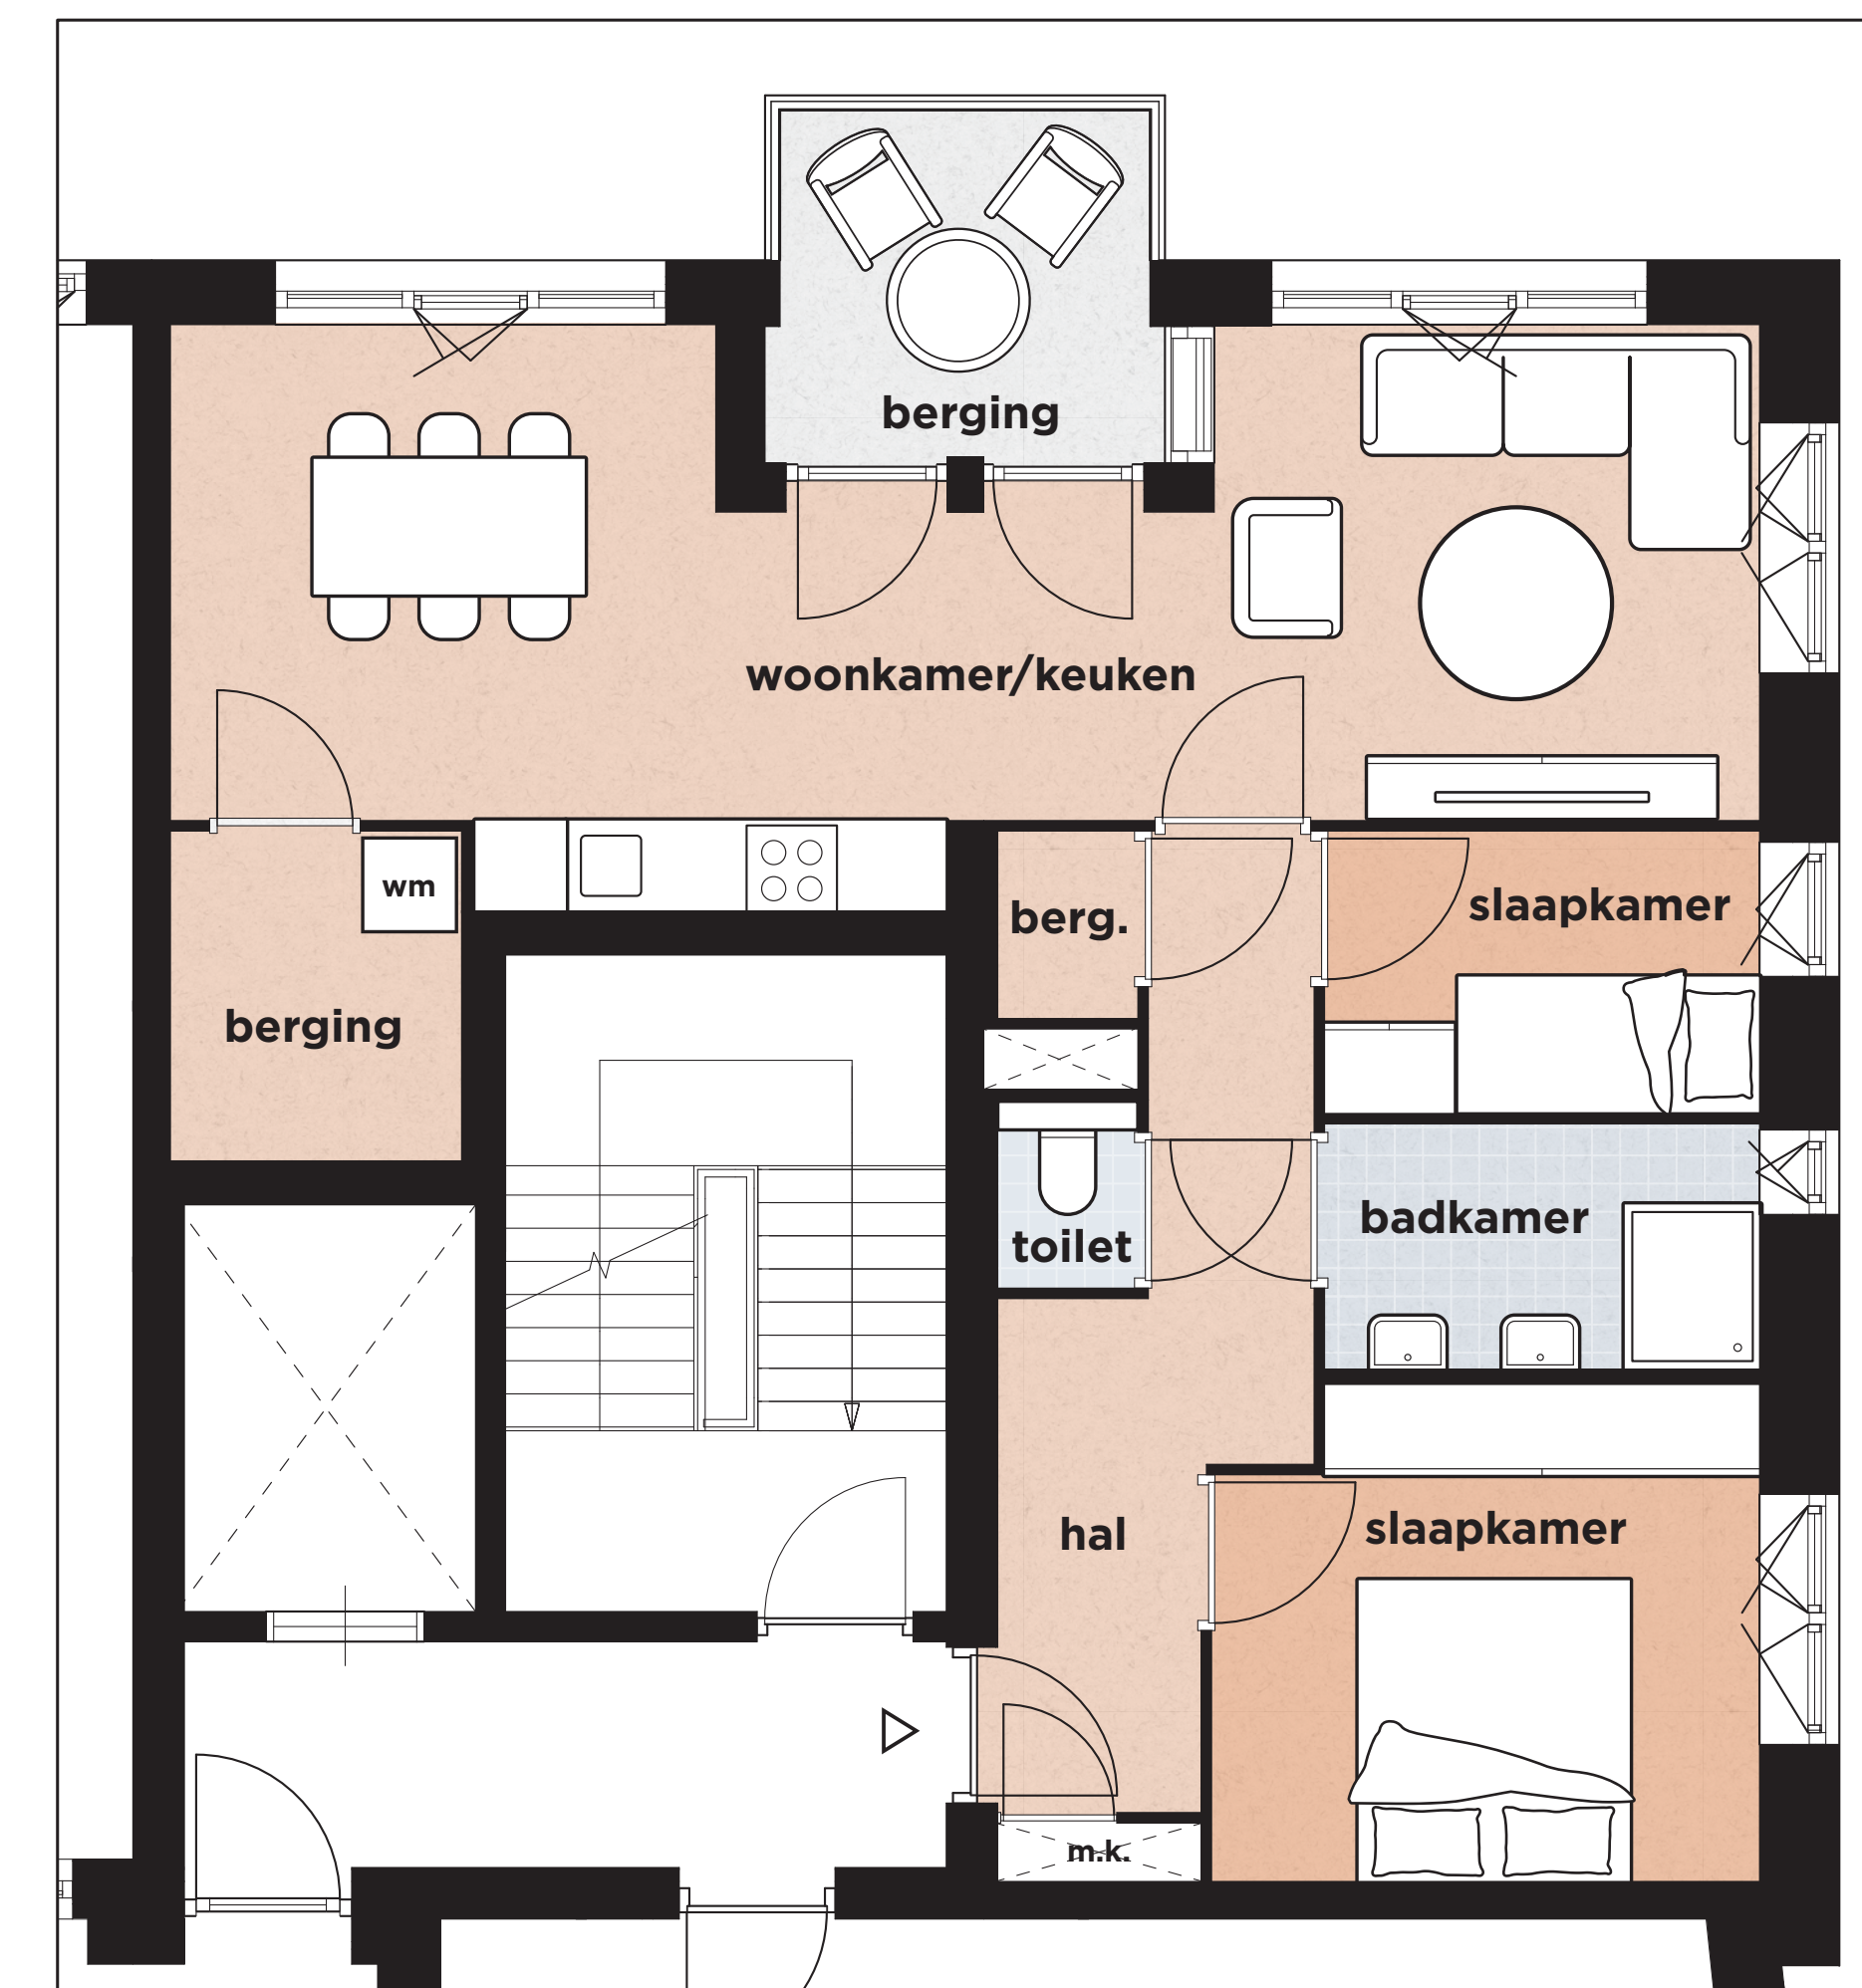 berging
woonkamer/keuken
wm
berg.
slaapkamer
berging
badkamer
toilet
slaapkamer
hal
m.k.